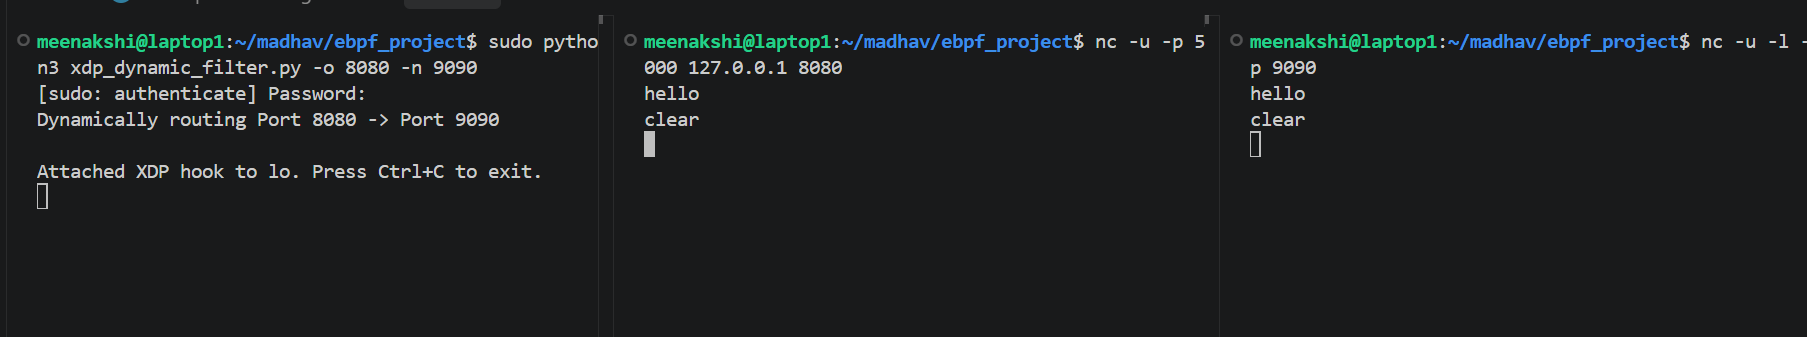 meenakshi@laptop1:~/madhav/ebpf_project$ sudo pytho
n3 xdp_dynamic_filter.py -o 8080 -n 9090
[sudo: authenticate] Password:
Dynamically routing Port 8080 -> Port 9090
Attached XDP hook to lo. Press Ctrl+C to exit.
meenakshi@laptop1:~/madhav/ebpf_project$ nc -u -p 5
000 127.0.0.1 8080
hello
clear
meenakshi@laptop1:~/madhav/ebpf_project$ nc -u -l -
p 9090
hello
clear